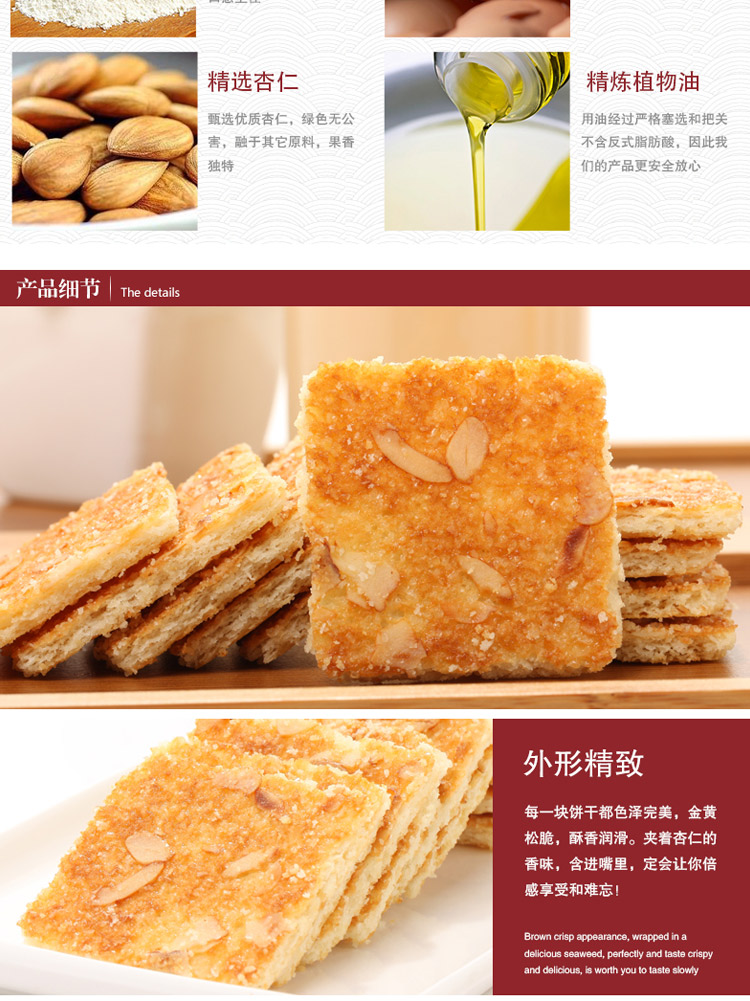 精选杏仁
甄选优质杏仁，绿色无公
害，融于其它原料，果香
独特
精炼植物油
用油经过严格塞选和把关
不含反式脂肪酸，因此我
们的产品更安全放心
产品细节
The details
外形精致
每一块饼干都色泽完美，金黄
松脆，酥香润滑。夹着杏仁的
香味，含进嘴里，定会让你倍
感享受和难忘！
Brown crisp appearance, wrapped in a
delicious seaweed, perfectly and taste crispy
and delicious, is worth you to taste slowly